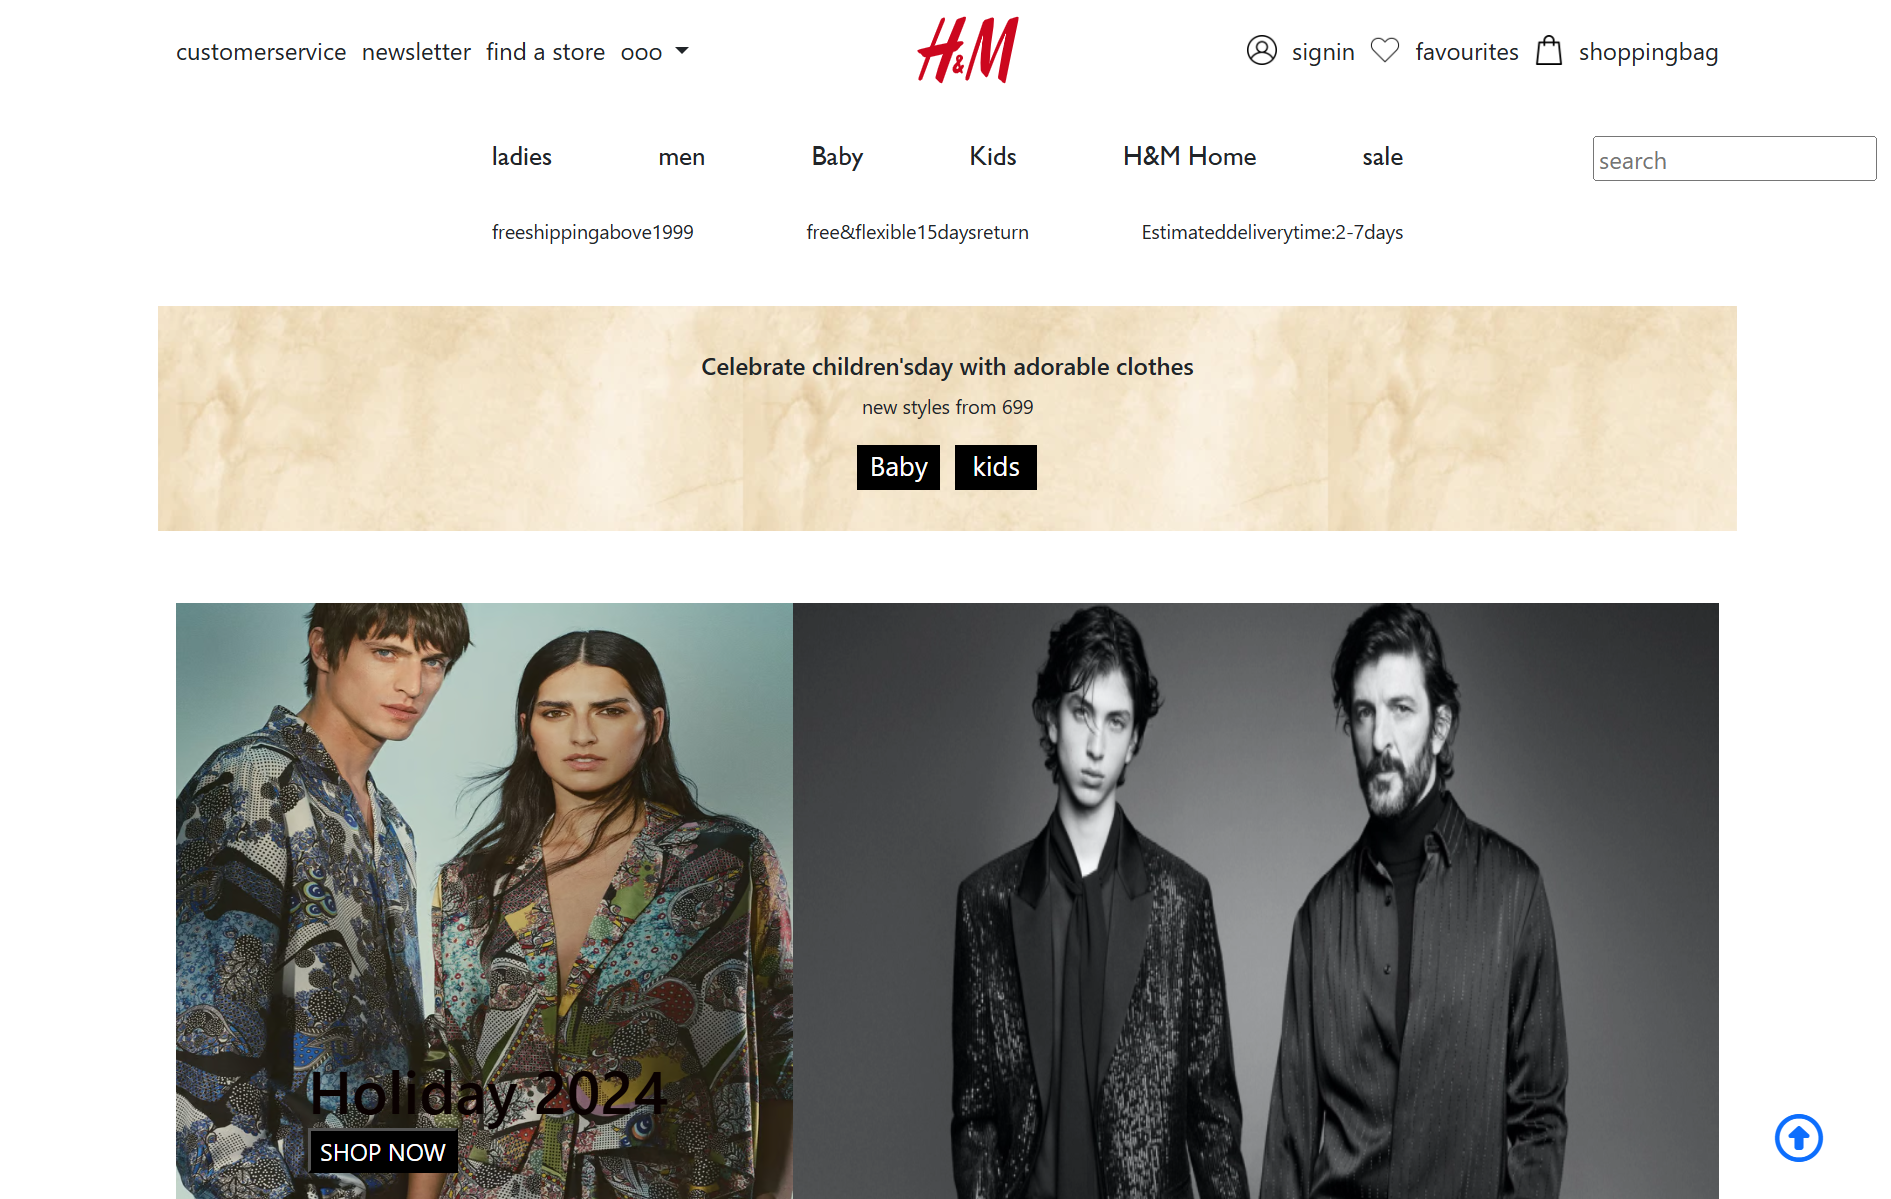 customerservice newsletter find a store ooo
H&M
signin favourites shoppingbag
ladies men Baby Kids H&M Home sale
search
freeshippingabove1999 free&flexible15daysreturn Estimateddeliverytime:2-7days
Celebrate children'sday with adorable clothes
new styles from 699
Baby kids
Holiday 2024
SHOP NOW